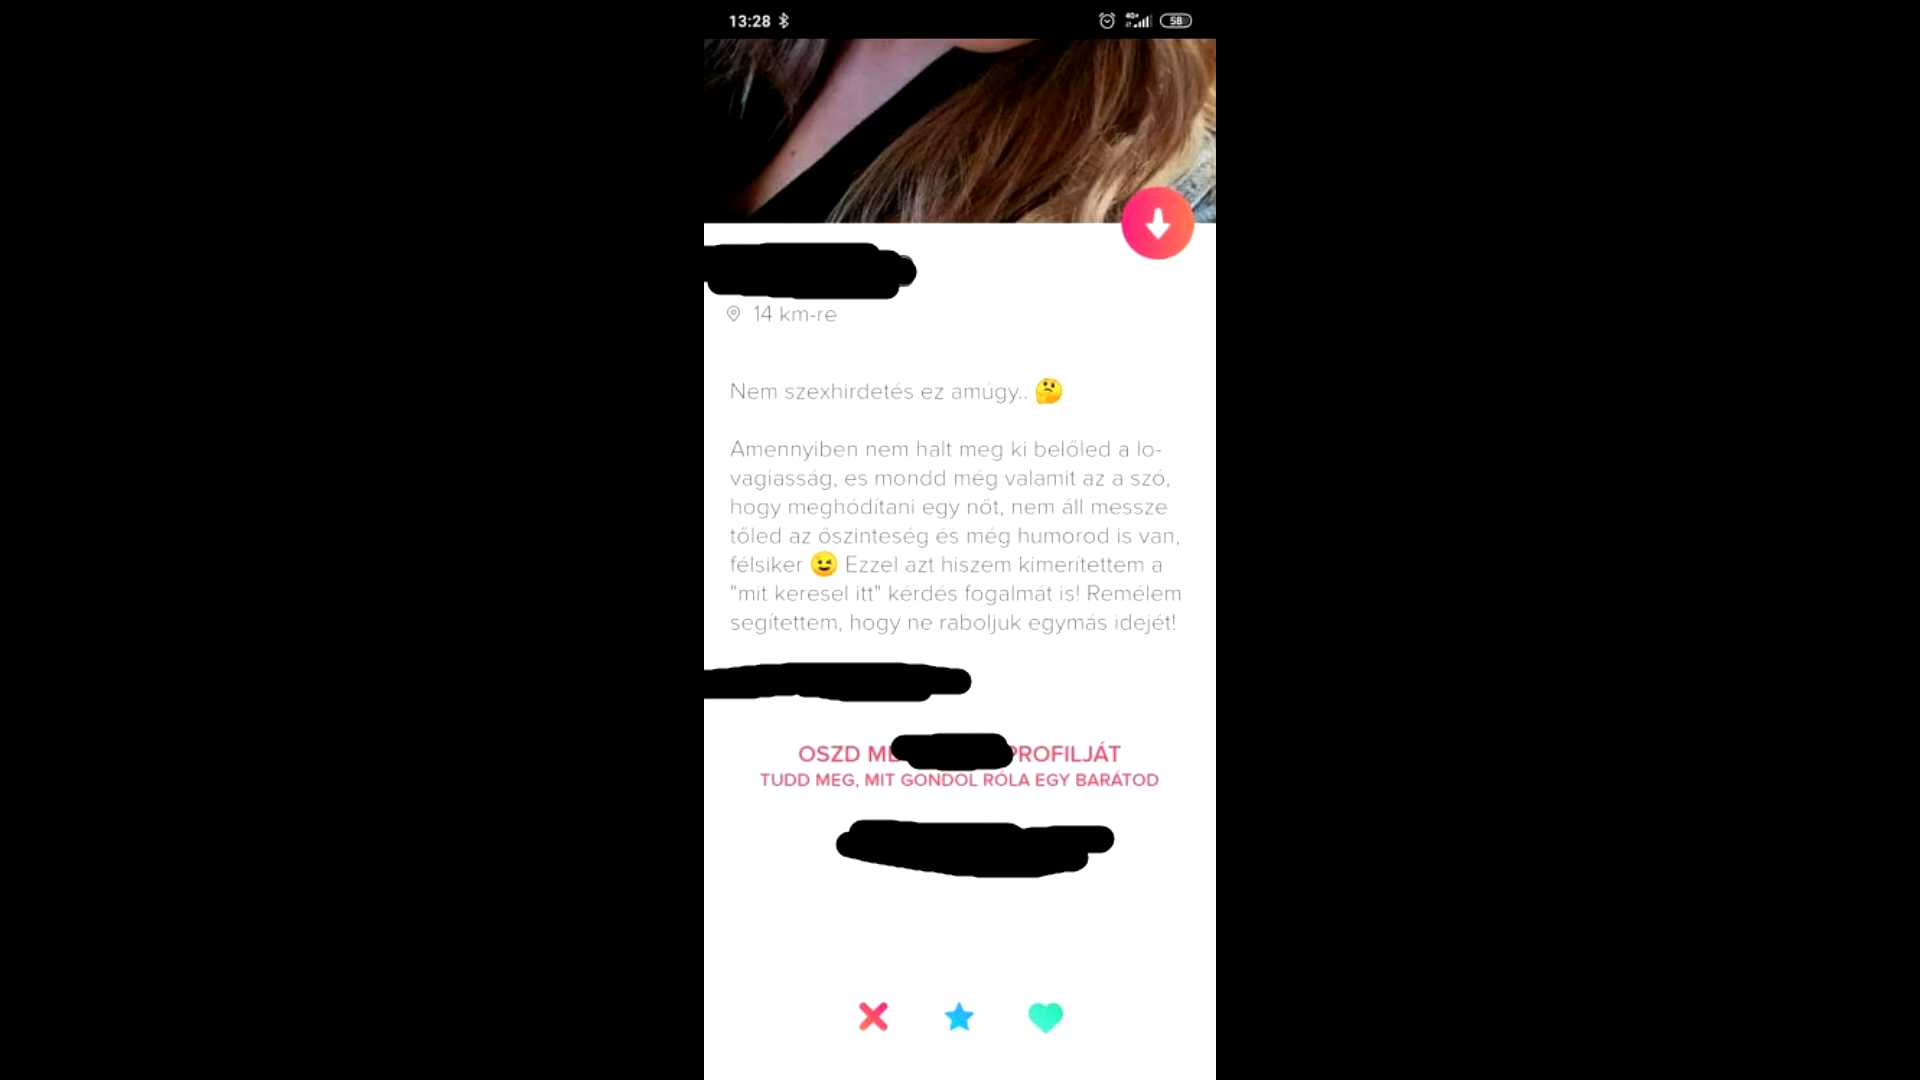 13:28
4G+
58
14 km-re
Nem szexhirdetés ez amúgy.. 🤔
Amennyiben nem halt meg ki belőled a lo-
vagiasság, es mondd még valamit az a szó,
hogy meghódítani egy nőt, nem áll messze
tőled az őszinteség és még humorod is van,
félsiker 😉 Ezzel azt hiszem kimerítettem a
"mit keresel itt" kérdés fogalmát is! Remélem
segítettem, hogy ne raboljuk egymás idejét!
OSZD PROFILJÁT
TUDD MEG, MIT GONDOL RÓLA EGY BARÁTOD